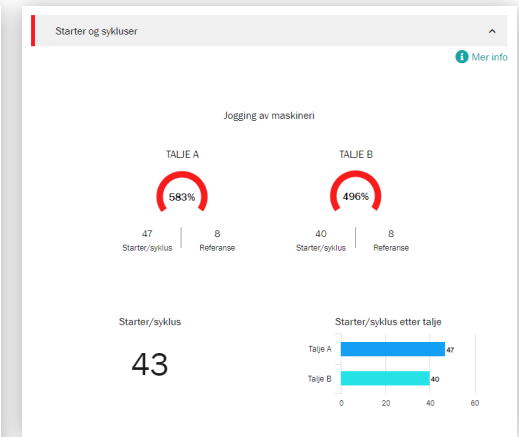 Starter og sykluser
Mer info
Jogging av maskineri
TALJE A
TALJE B
583%
496%
47
8
40
8
Starter/syklus
Referanse
Starter/syklus
Referanse
Starter/syklus
Starter/syklus etter talje
43
Talje A
47
Talje B
40
0
20
40
60